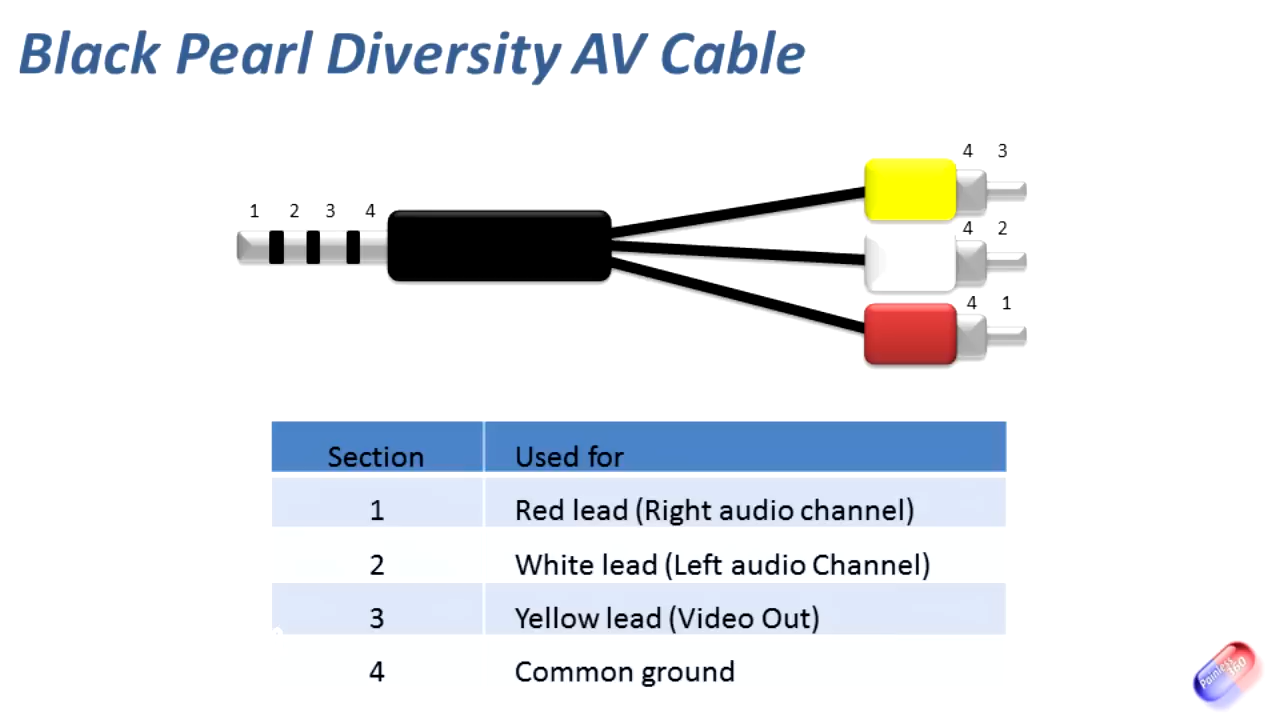 Black Pearl Diversity AV Cable
4 3
1 2 3 4
4 2
4 1
Section Used for
1 Red lead (Right audio channel)
2 White lead (Left audio Channel)
3 Yellow lead (Video Out)
4 Common ground
Painless
360